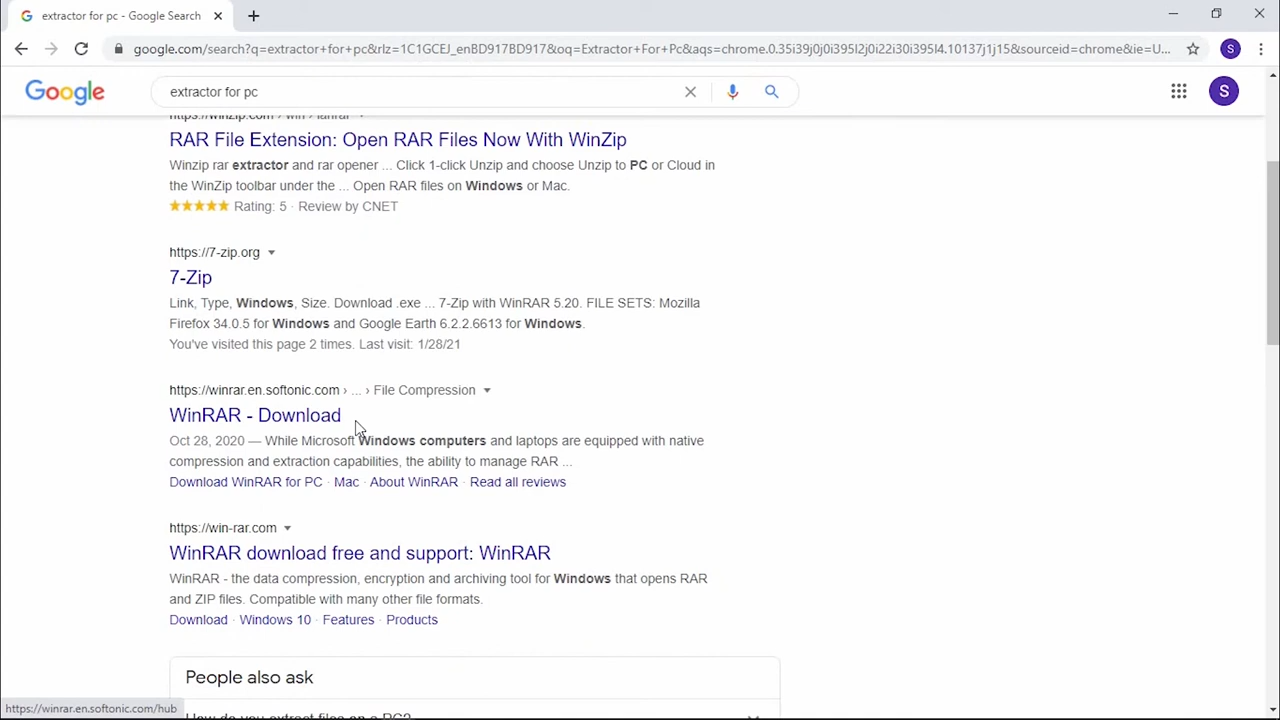 extractor for pc - Google Search
google.com/search?q=extractor+for+pc&rlz=1C1GCEJ_enBD917BD917&oq=Extractor+For+Pc&aqs=chrome.0.35i39j0j0i395l2j0i22i30i395l4.10137j1j15&sourceid=chrome&ie=U...
S
Google
extractor for pc
S
https://winzip.com › win › lanrar
RAR File Extension: Open RAR Files Now With WinZip
Winzip rar extractor and rar opener ... Click 1-click Unzip and choose Unzip to PC or Cloud in
the WinZip toolbar under the ... Open RAR files on Windows or Mac.
Rating: 5 · Review by CNET
https://7-zip.org
7-Zip
Link, Type, Windows, Size. Download .exe ... 7-Zip with WinRAR 5.20. FILE SETS: Mozilla
Firefox 34.0.5 for Windows and Google Earth 6.2.2.6613 for Windows.
You've visited this page 2 times. Last visit: 1/28/21
https://winrar.en.softonic.com › ... › File Compression
WinRAR - Download
Oct 28, 2020 — While Microsoft Windows computers and laptops are equipped with native
compression and extraction capabilities, the ability to manage RAR ...
Download WinRAR for PC · Mac · About WinRAR · Read all reviews
https://win-rar.com
WinRAR download free and support: WinRAR
WinRAR - the data compression, encryption and archiving tool for Windows that opens RAR
and ZIP files. Compatible with many other file formats.
Download · Windows 10 · Features · Products
People also ask
How do you extract files on a PC?
https://winrar.en.softonic.com/hub